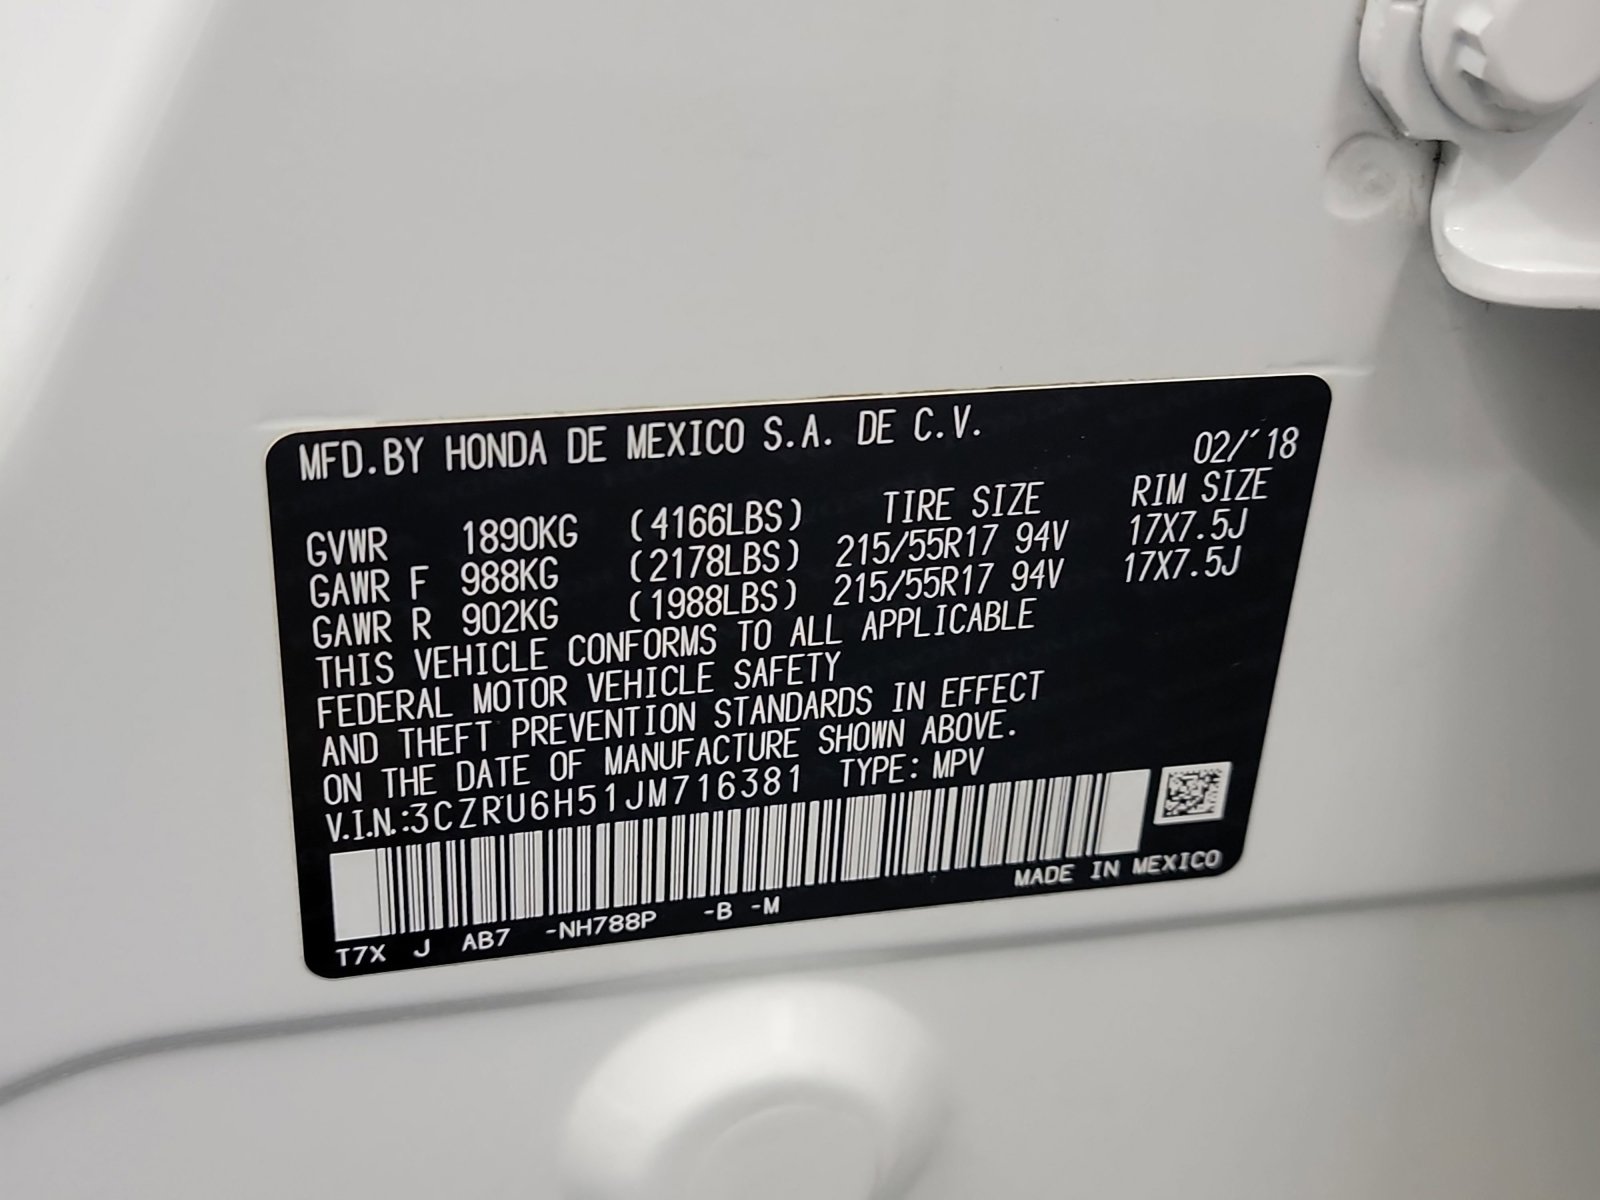 MFD.BY HONDA DE MEXICO S.A. DE C.V.
02/´18
GVWR 1890KG (4166LBS) TIRE SIZE RIM SIZE
GAWR F 988KG (2178LBS) 215/55R17 94V 17X7.5J
GAWR R 902KG (1988LBS) 215/55R17 94V 17X7.5J
THIS VEHICLE CONFORMS TO ALL APPLICABLE
FEDERAL MOTOR VEHICLE SAFETY
AND THEFT PREVENTION STANDARDS IN EFFECT
ON THE DATE OF MANUFACTURE SHOWN ABOVE.
V.I.N.:3CZRU6H51JM716381 TYPE: MPV
MADE IN MEXICO
T7X J AB7 -NH788P -B -M